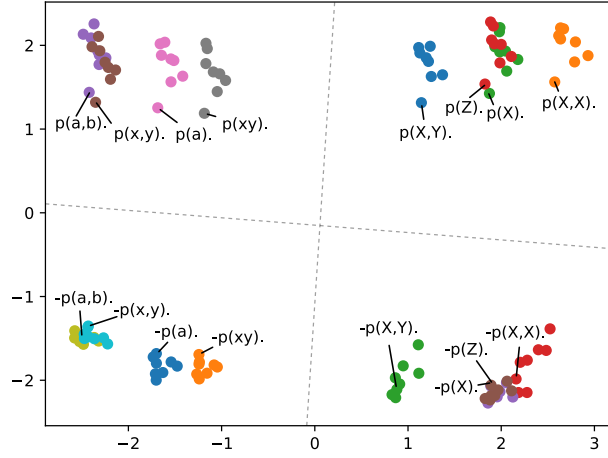 2
1
0
−1
−2
p(a,b).
p(x,y).
p(a).
p(xy).
p(X,Y).
p(Z).
p(X).
p(X,X).
-p(a,b).
-p(x,y).
-p(a).
-p(xy).
-p(X,Y).
-p(Z).
-p(X,X).
-p(X).
−2
−1
0
1
2
3